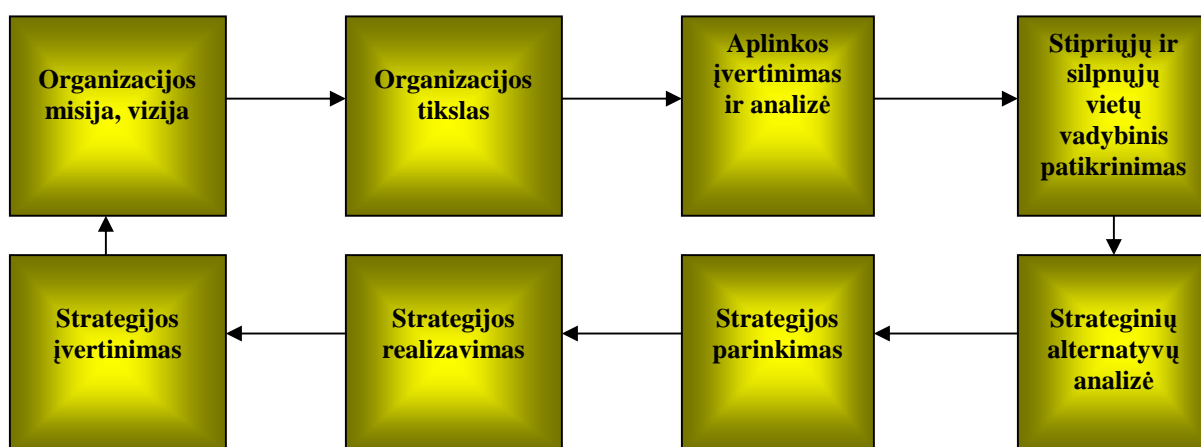 Organizacijos
misija, vizija
Organizacijos
tikslas
Aplinkos
įvertinimas
ir analizė
Stipriųjų ir
silpnųjų
vietų
vadybinis
patikrinimas
Strateginių
alternatyvų
analizė
Strategijos
parinkimas
Strategijos
realizavimas
Strategijos
įvertinimas